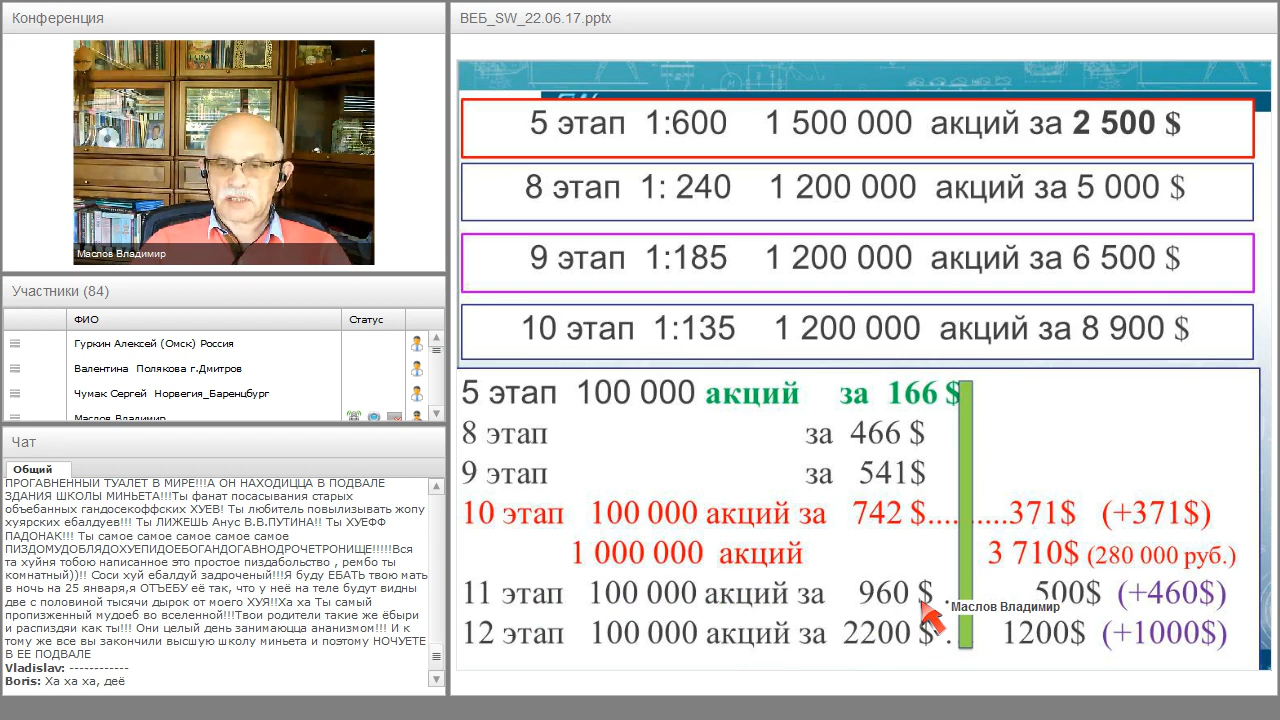 Конференция
Маслов Владимир
Участники (84)
ФИО Статус
Гуркин Алексей (Омск) Россия
Валентина Полякова г.Дмитров
Чумак Сергей Норвегия_Баренцбург
Маслов Владимир
Чат
Общий
ПРОГАВНЕННЫЙ ТУАЛЕТ В МИРЕ!!!А ОН НАХОДИЦЦА В ПОДВАЛЕ
ЗДАНИЯ ШКОЛЫ МИНЬЕТА!!!Ты фанат посасывания старых
объебанных гандосекоффских ХУЕВ! Ты любитель повылизывать жопу
хуярских ебалдуев!!! Ты ЛИЖЕШЬ Анус В.В.ПУТИНА!! Ты ХУЕФФ
ПАДОНАК!!! Ты самое самое самое самое самое
ПИЗДОМУДОБЛЯДОХУЕПИДОЕБОГАНДОГАВНОДРОЧЕТРОНИЩЕ!!!!!Вся
та хуйня тобою написанное это простое пиздабольство , рембо ты
комнатный))!! Соси хуй ебалдуй задроченый!!!Я буду ЕБАТЬ твою мать
в ночь на 25 января,я ОТЪЕБУ её так, что у неё на теле будут видны
две с половиной тысячи дырок от моего ХУЯ!!Ха ха Ты самый
пропизженный мудоеб во вселенной!!!Твои родители такие же ёбыри
и распиздяи как ты!!! Они целый день занимаюцца ананизмом!!! И к
тому же все вы закончили высшую школу миньета и поэтому НОЧУЕТЕ
В ЕЕ ПОДВАЛЕ
Vladislav: ------------
Boris: Ха ха ха, деё
ВЕБ_SW_22.06.17.pptx
5 этап 1:600 1 500 000 акций за 2 500 $
8 этап 1: 240 1 200 000 акций за 5 000 $
9 этап 1:185 1 200 000 акций за 6 500 $
10 этап 1:135 1 200 000 акций за 8 900 $
5 этап 100 000 акций за 166 $
8 этап за 466 $
9 этап за 541$
10 этап 100 000 акций за 742 $..........371$ (+371$)
1 000 000 акций 3 710$ (280 000 руб.)
11 этап 100 000 акций за 960 $ . 500$ (+460$)
Маслов Владимир
12 этап 100 000 акций за 2200 $ . . 1200$ (+1000$)